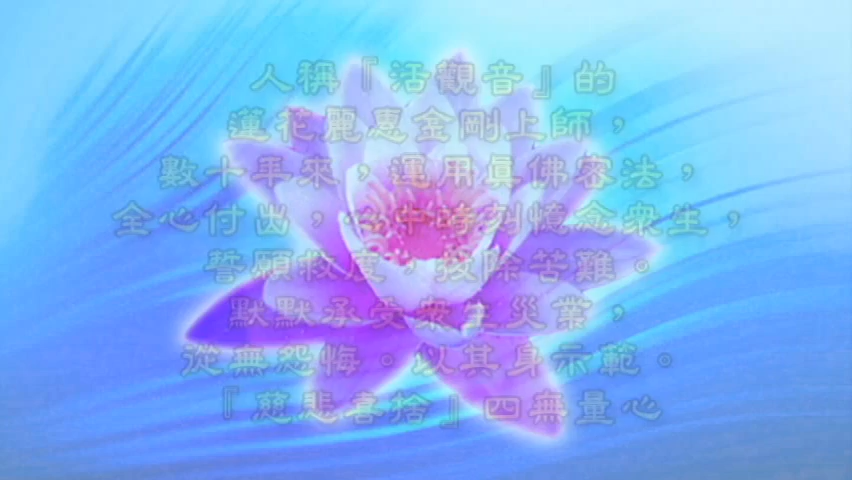 人稱『活觀音』的
蓮花麗惠金剛上師，
數十年來，運用真佛密法，
全心付出，心中時刻憶念眾生，
誓願救度，拔除苦難。
默默承受眾生災業，
從無怨悔。以其身示範。
『慈悲喜捨』四無量心